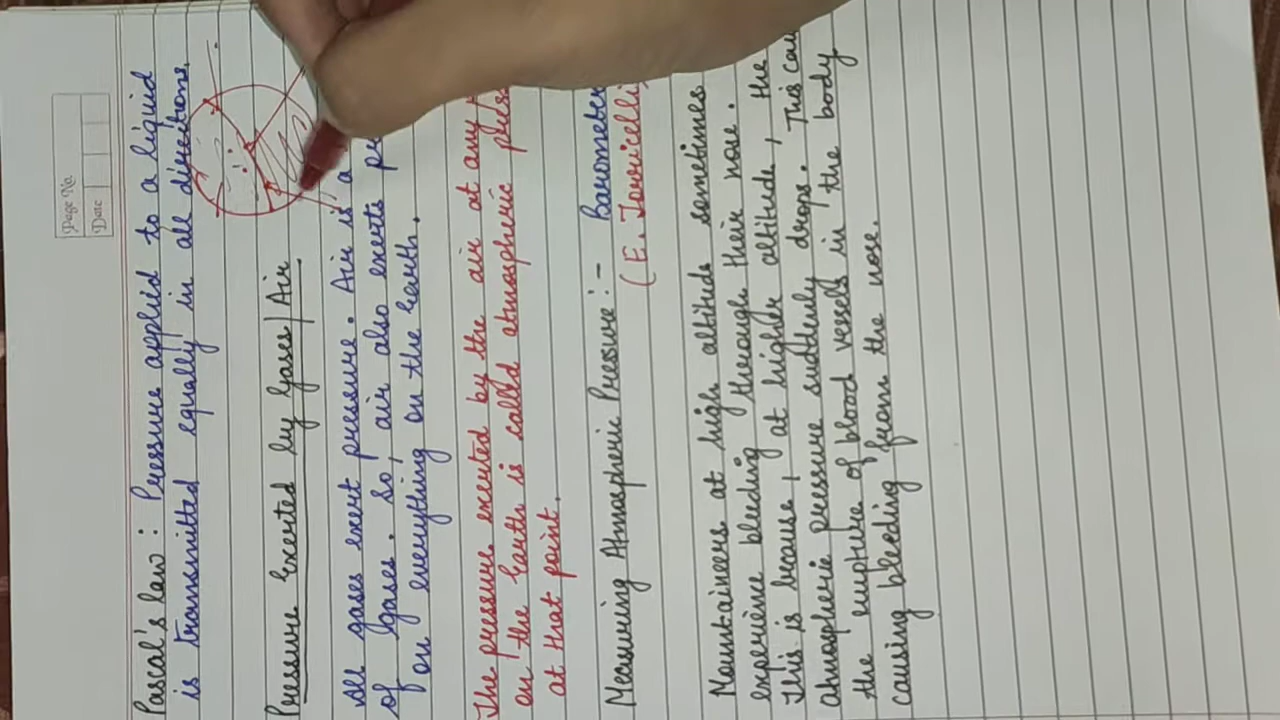 Page No.
Date
Pascal's law : Pressure applied to a liquid
is transmitted equally in all directions.
Pressure Exerted by Gases/Air
All gases exert pressure. Air is a
of gases. So, air also exerts
on everything on the Earth.
The pressure exerted by the air at any
on the Earth is called atmospheric
at that point.
Measuring Atmospheric Pressure :- Barometer
(E. Torricelli
Mountaineers at high altitude sometimes
experience bleeding through their nose.
This is because, at higher altitude, the
atmospheric pressure suddenly drops. This
the rupture of blood vessels in the body
causing bleeding from the nose.